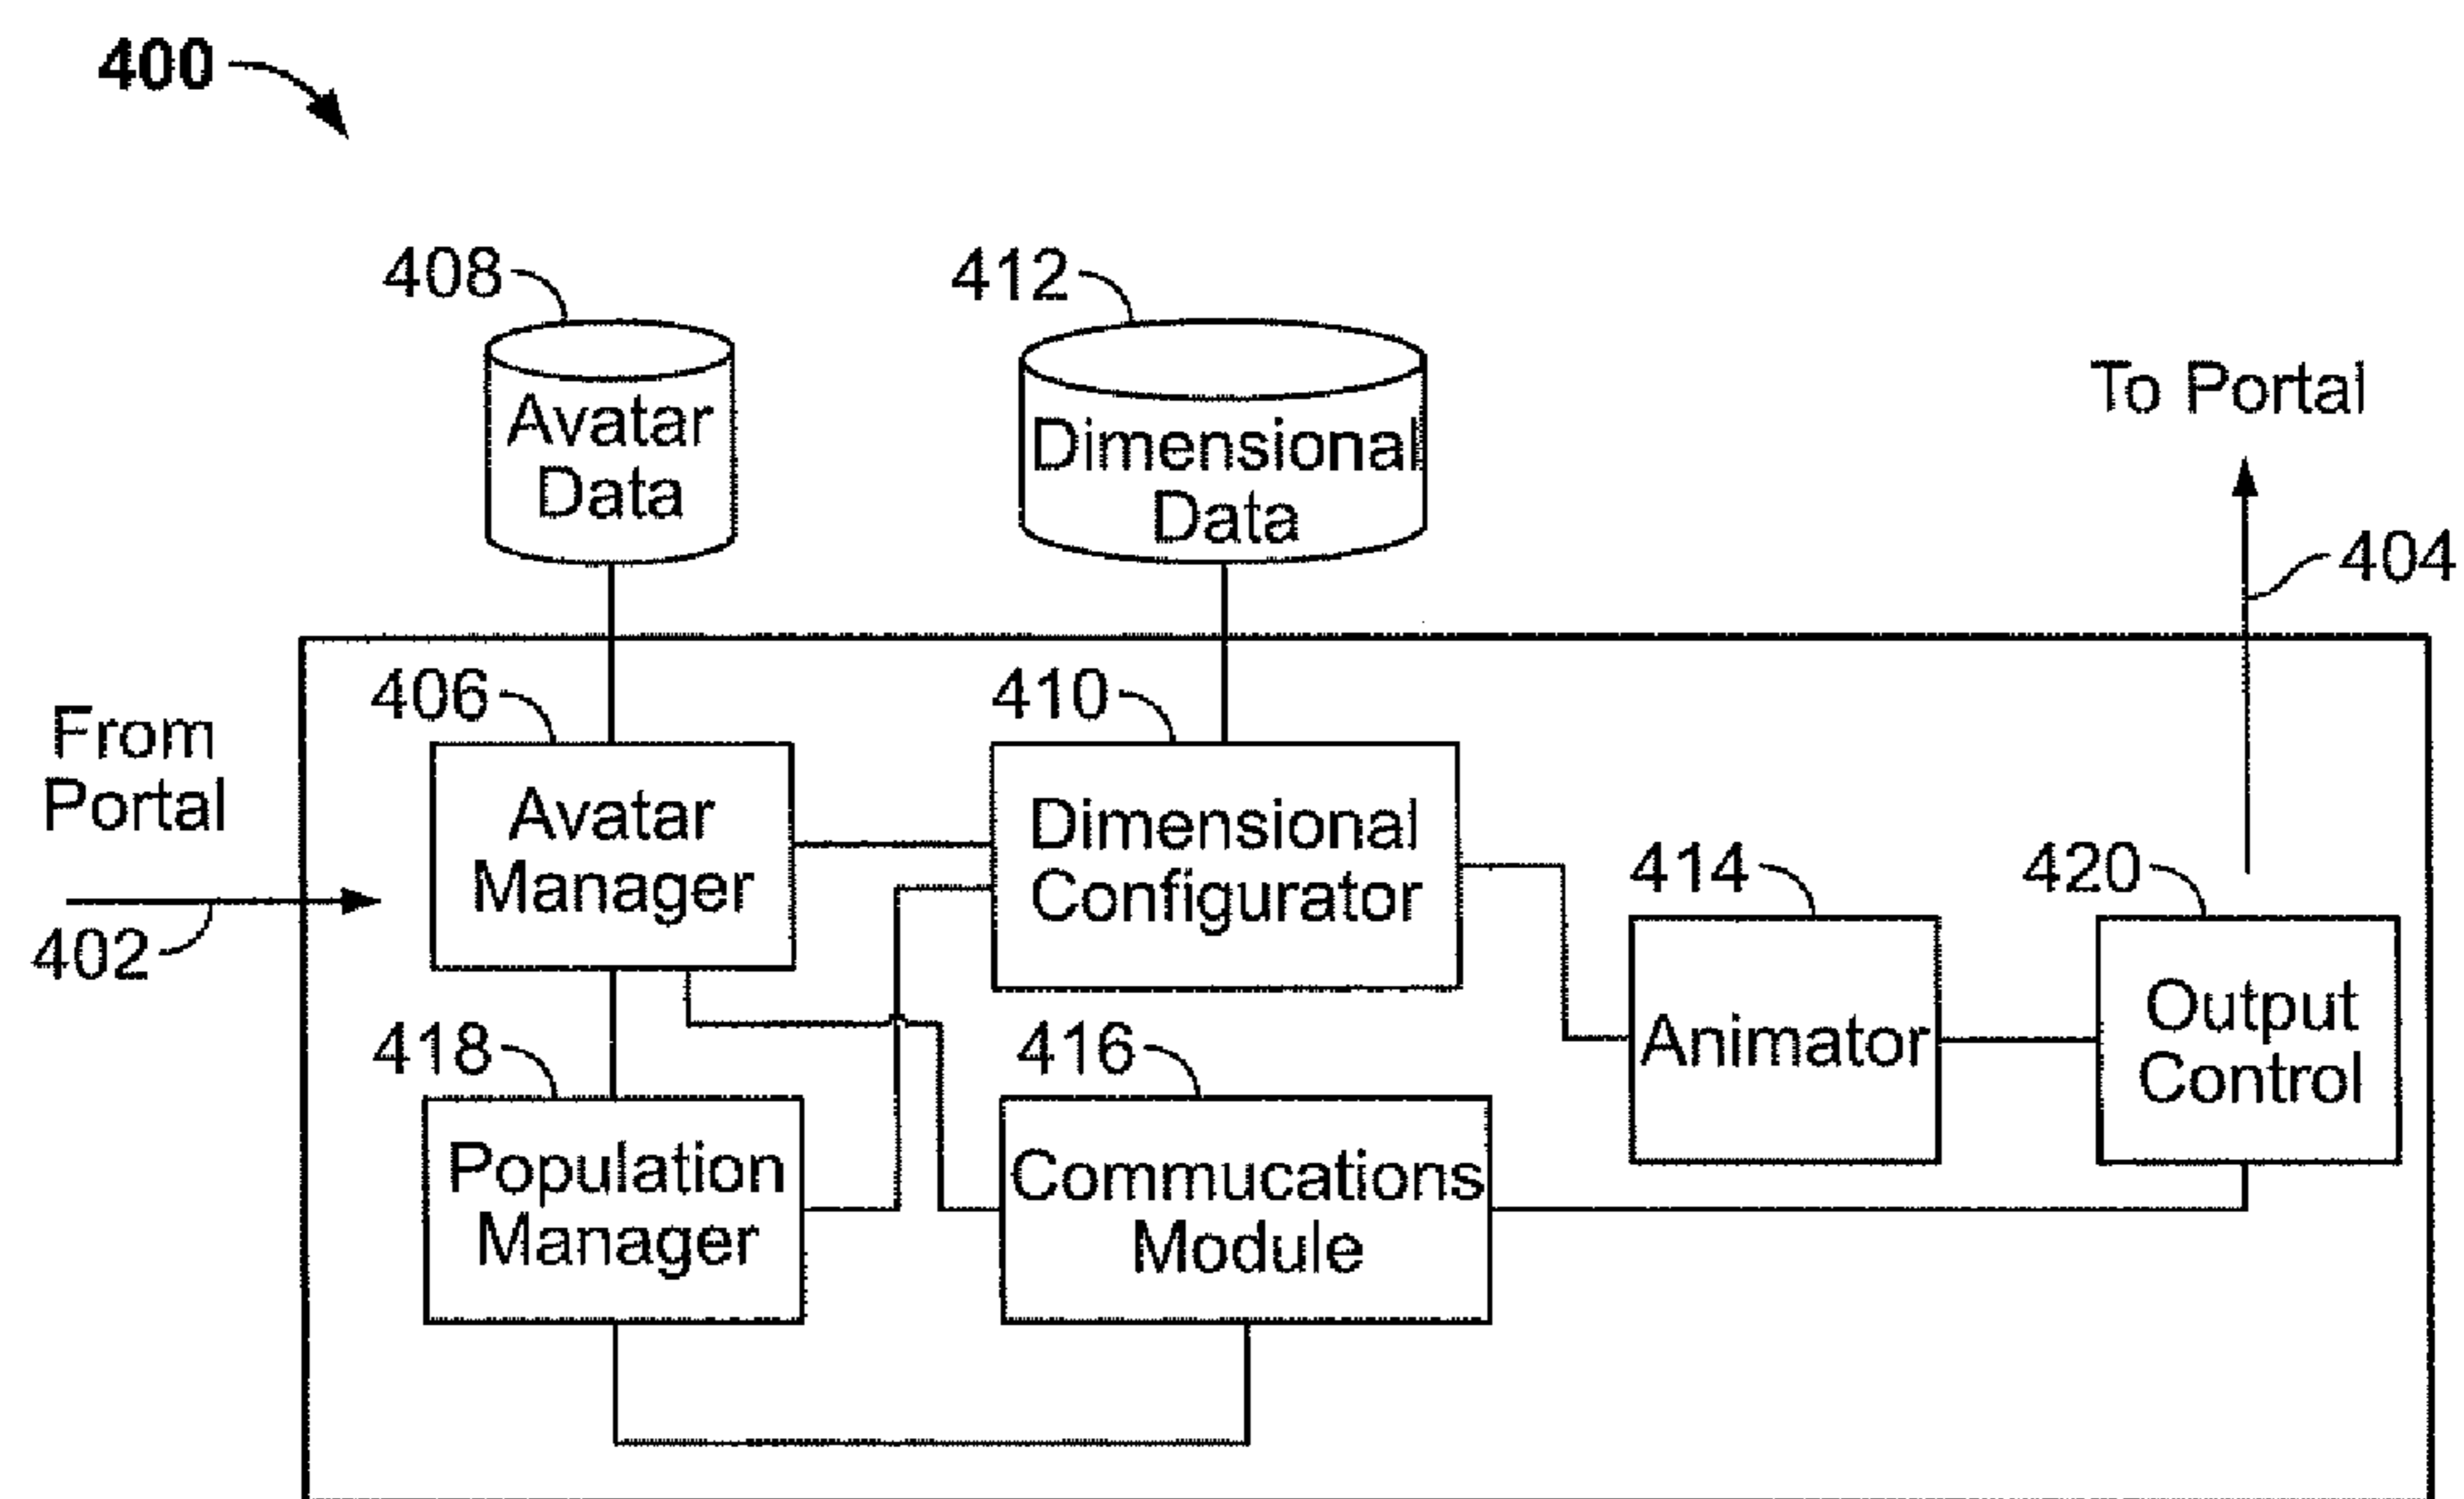 400
408
412
Avatar
Data
Dimensional
Data
To Portal
404
406
410
From
Portal
402
Avatar
Manager
Dimensional
Configurator
414
420
418
416
Animator
Output
Control
Population
Manager
Commucations
Module